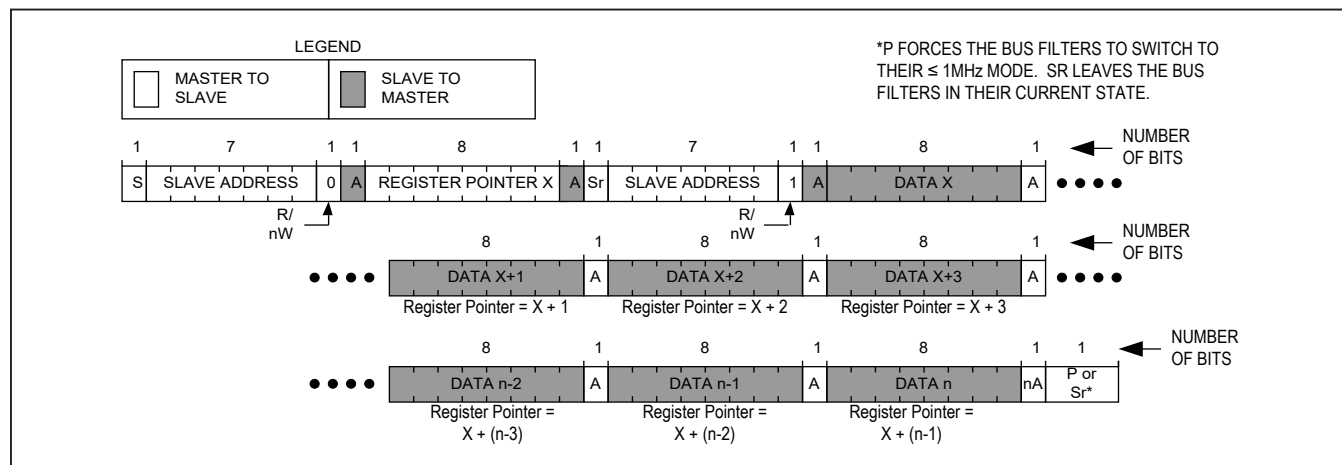 LEGEND
MASTER TO
SLAVE
SLAVE TO
MASTER
*P FORCES THE BUS FILTERS TO SWITCH TO
THEIR ≤ 1MHz MODE. SR LEAVES THE BUS
FILTERS IN THEIR CURRENT STATE.
1 7 1 1 8 1 1 7 1 1 8 1 NUMBER
OF BITS
S SLAVE ADDRESS 0 A REGISTER POINTER X A Sr SLAVE ADDRESS 1 A DATA X A
R/
nW
R/
nW
8 1 8 1 8 1 NUMBER
OF BITS
DATA X+1 A DATA X+2 A DATA X+3 A
Register Pointer = X + 1 Register Pointer = X + 2 Register Pointer = X + 3
8 1 8 1 8 1 1 NUMBER
OF BITS
DATA n-2 A DATA n-1 A DATA n nA P or
Sr*
Register Pointer =
X + (n-3)
Register Pointer =
X + (n-2)
Register Pointer =
X + (n-1)